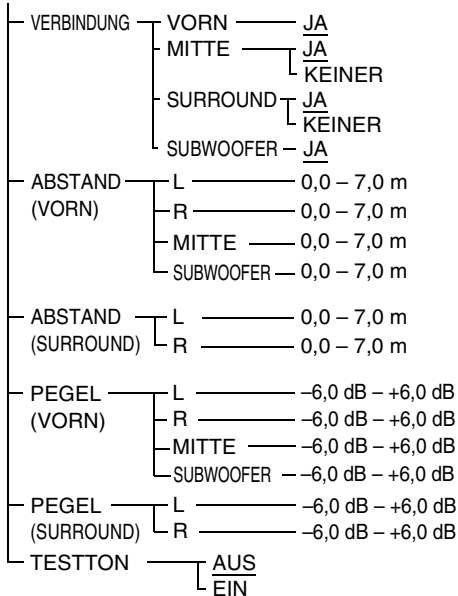 VERBINDUNG VORN JA
MITTE JA
KEINER
SURROUND JA
KEINER
SUBWOOFER JA
ABSTAND L 0,0 – 7,0 m
(VORN) R 0,0 – 7,0 m
MITTE 0,0 – 7,0 m
SUBWOOFER 0,0 – 7,0 m
ABSTAND L 0,0 – 7,0 m
(SURROUND) R 0,0 – 7,0 m
PEGEL L –6,0 dB – +6,0 dB
(VORN) R –6,0 dB – +6,0 dB
MITTE –6,0 dB – +6,0 dB
SUBWOOFER –6,0 dB – +6,0 dB
PEGEL L –6,0 dB – +6,0 dB
(SURROUND) R –6,0 dB – +6,0 dB
TESTTON AUS
EIN